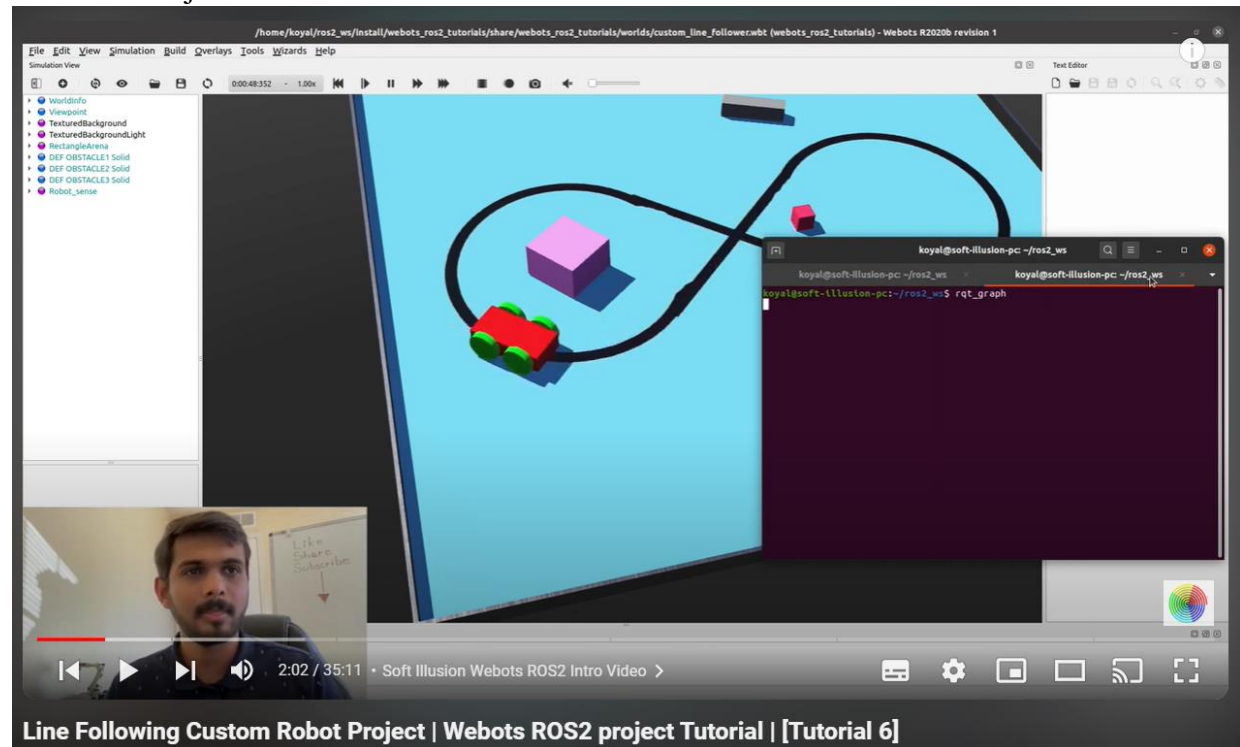 /home/koyal/ros2_ws/install/webots_ros2_tutorials/share/webots_ros2_tutorials/worlds/custom_line_follower.wbt (webots_ros2_tutorials) - Webots R2020b revision 1
File Edit View Simulation Build Overlays Tools Wizards Help
Simulation View
Text Editor
0:00:48:352 - 1.00x
WorldInfo
Viewpoint
TexturedBackground
TexturedBackgroundLight
RectangleArena
DEF OBSTACLE1 Solid
DEF OBSTACLE2 Solid
DEF OBSTACLE3 Solid
Robot_sense
koyal@soft-illusion-pc: ~/ros2_ws
koyal@soft-illusion-pc: ~/ros2_ws
koyal@soft-illusion-pc: ~/ros2_ws
koyal@soft-illusion-pc:~/ros2_ws$ rqt_graph
Like
Share
Subscribe
2:02 / 35:11 • Soft Illusion Webots ROS2 Intro Video >
Line Following Custom Robot Project | Webots ROS2 project Tutorial | [Tutorial 6]